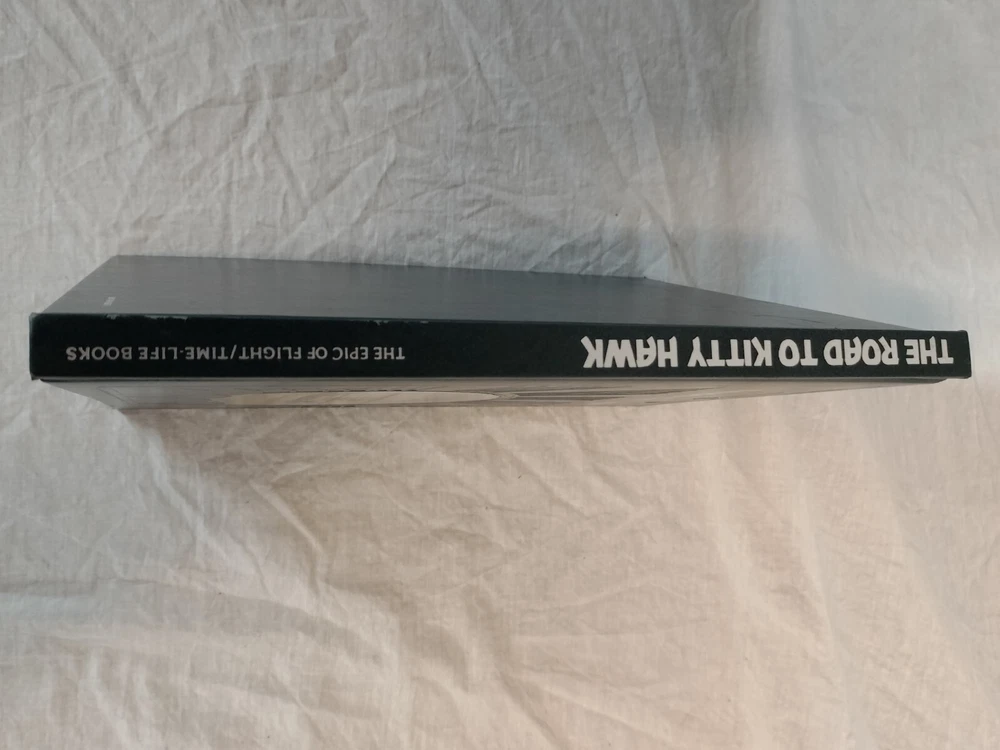 THE ROAD TO KITTY HAWK
THE EPIC OF FLIGHT/TIME-LIFE BOOKS